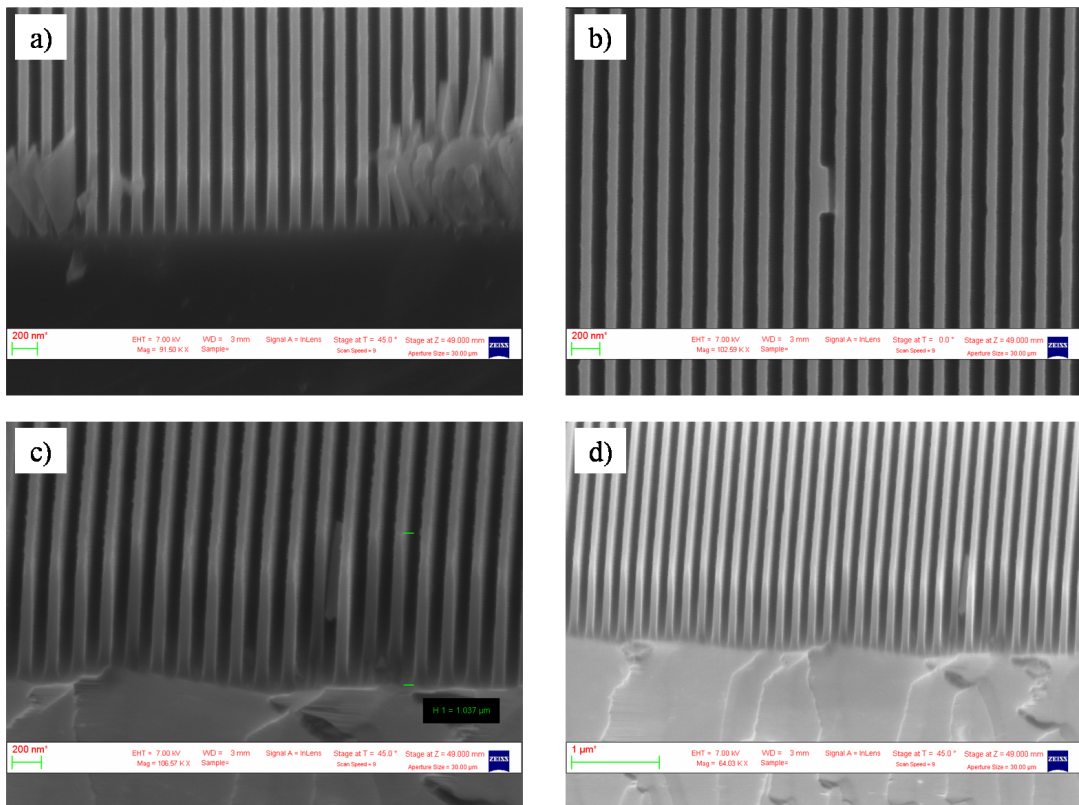 a)
200 nm*
EHT = 7.00 kV
WD = 3 mm
Signal A = InLens
Stage at T = 45.0 °
Stage at Z = 49.000 mm
Mag = 91.50 K X
Sample=
Scan Speed = 9
Aperture Size = 30.00 µm
ZEISS
b)
200 nm*
EHT = 7.00 kV
WD = 3 mm
Signal A = InLens
Stage at T = 0.0 °
Stage at Z = 49.000 mm
Mag = 102.59 K X
Sample=
Scan Speed = 9
Aperture Size = 30.00 µm
ZEISS
c)
H 1 = 1.037 µm
200 nm*
EHT = 7.00 kV
WD = 3 mm
Signal A = InLens
Stage at T = 45.0 °
Stage at Z = 49.000 mm
Mag = 106.57 K X
Sample=
Scan Speed = 9
Aperture Size = 30.00 µm
ZEISS
d)
1 µm*
EHT = 7.00 kV
WD = 3 mm
Signal A = InLens
Stage at T = 45.0 °
Stage at Z = 49.000 mm
Mag = 64.03 K X
Sample=
Scan Speed = 9
Aperture Size = 30.00 µm
ZEISS